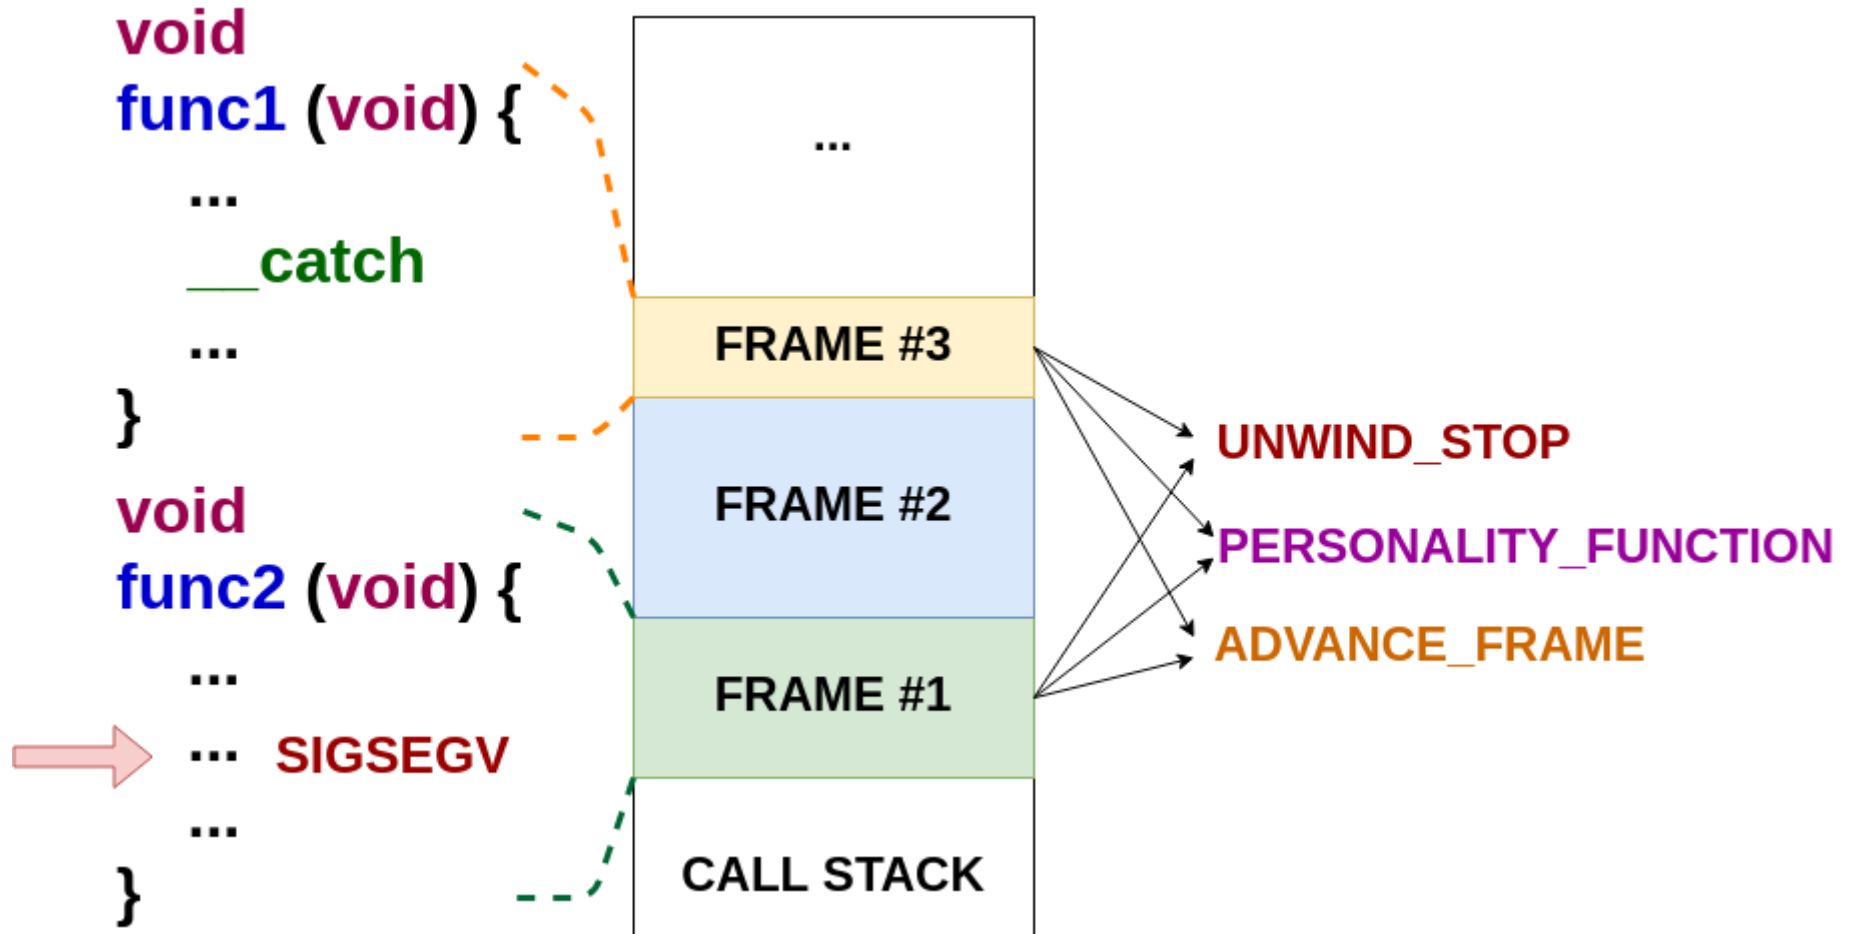 void
func1 (void) {
...
__catch
...
}
void
func2 (void) {
...
... SIGSEGV
...
}
...
FRAME #3
FRAME #2
FRAME #1
CALL STACK
UNWIND_STOP
PERSONALITY_FUNCTION
ADVANCE_FRAME